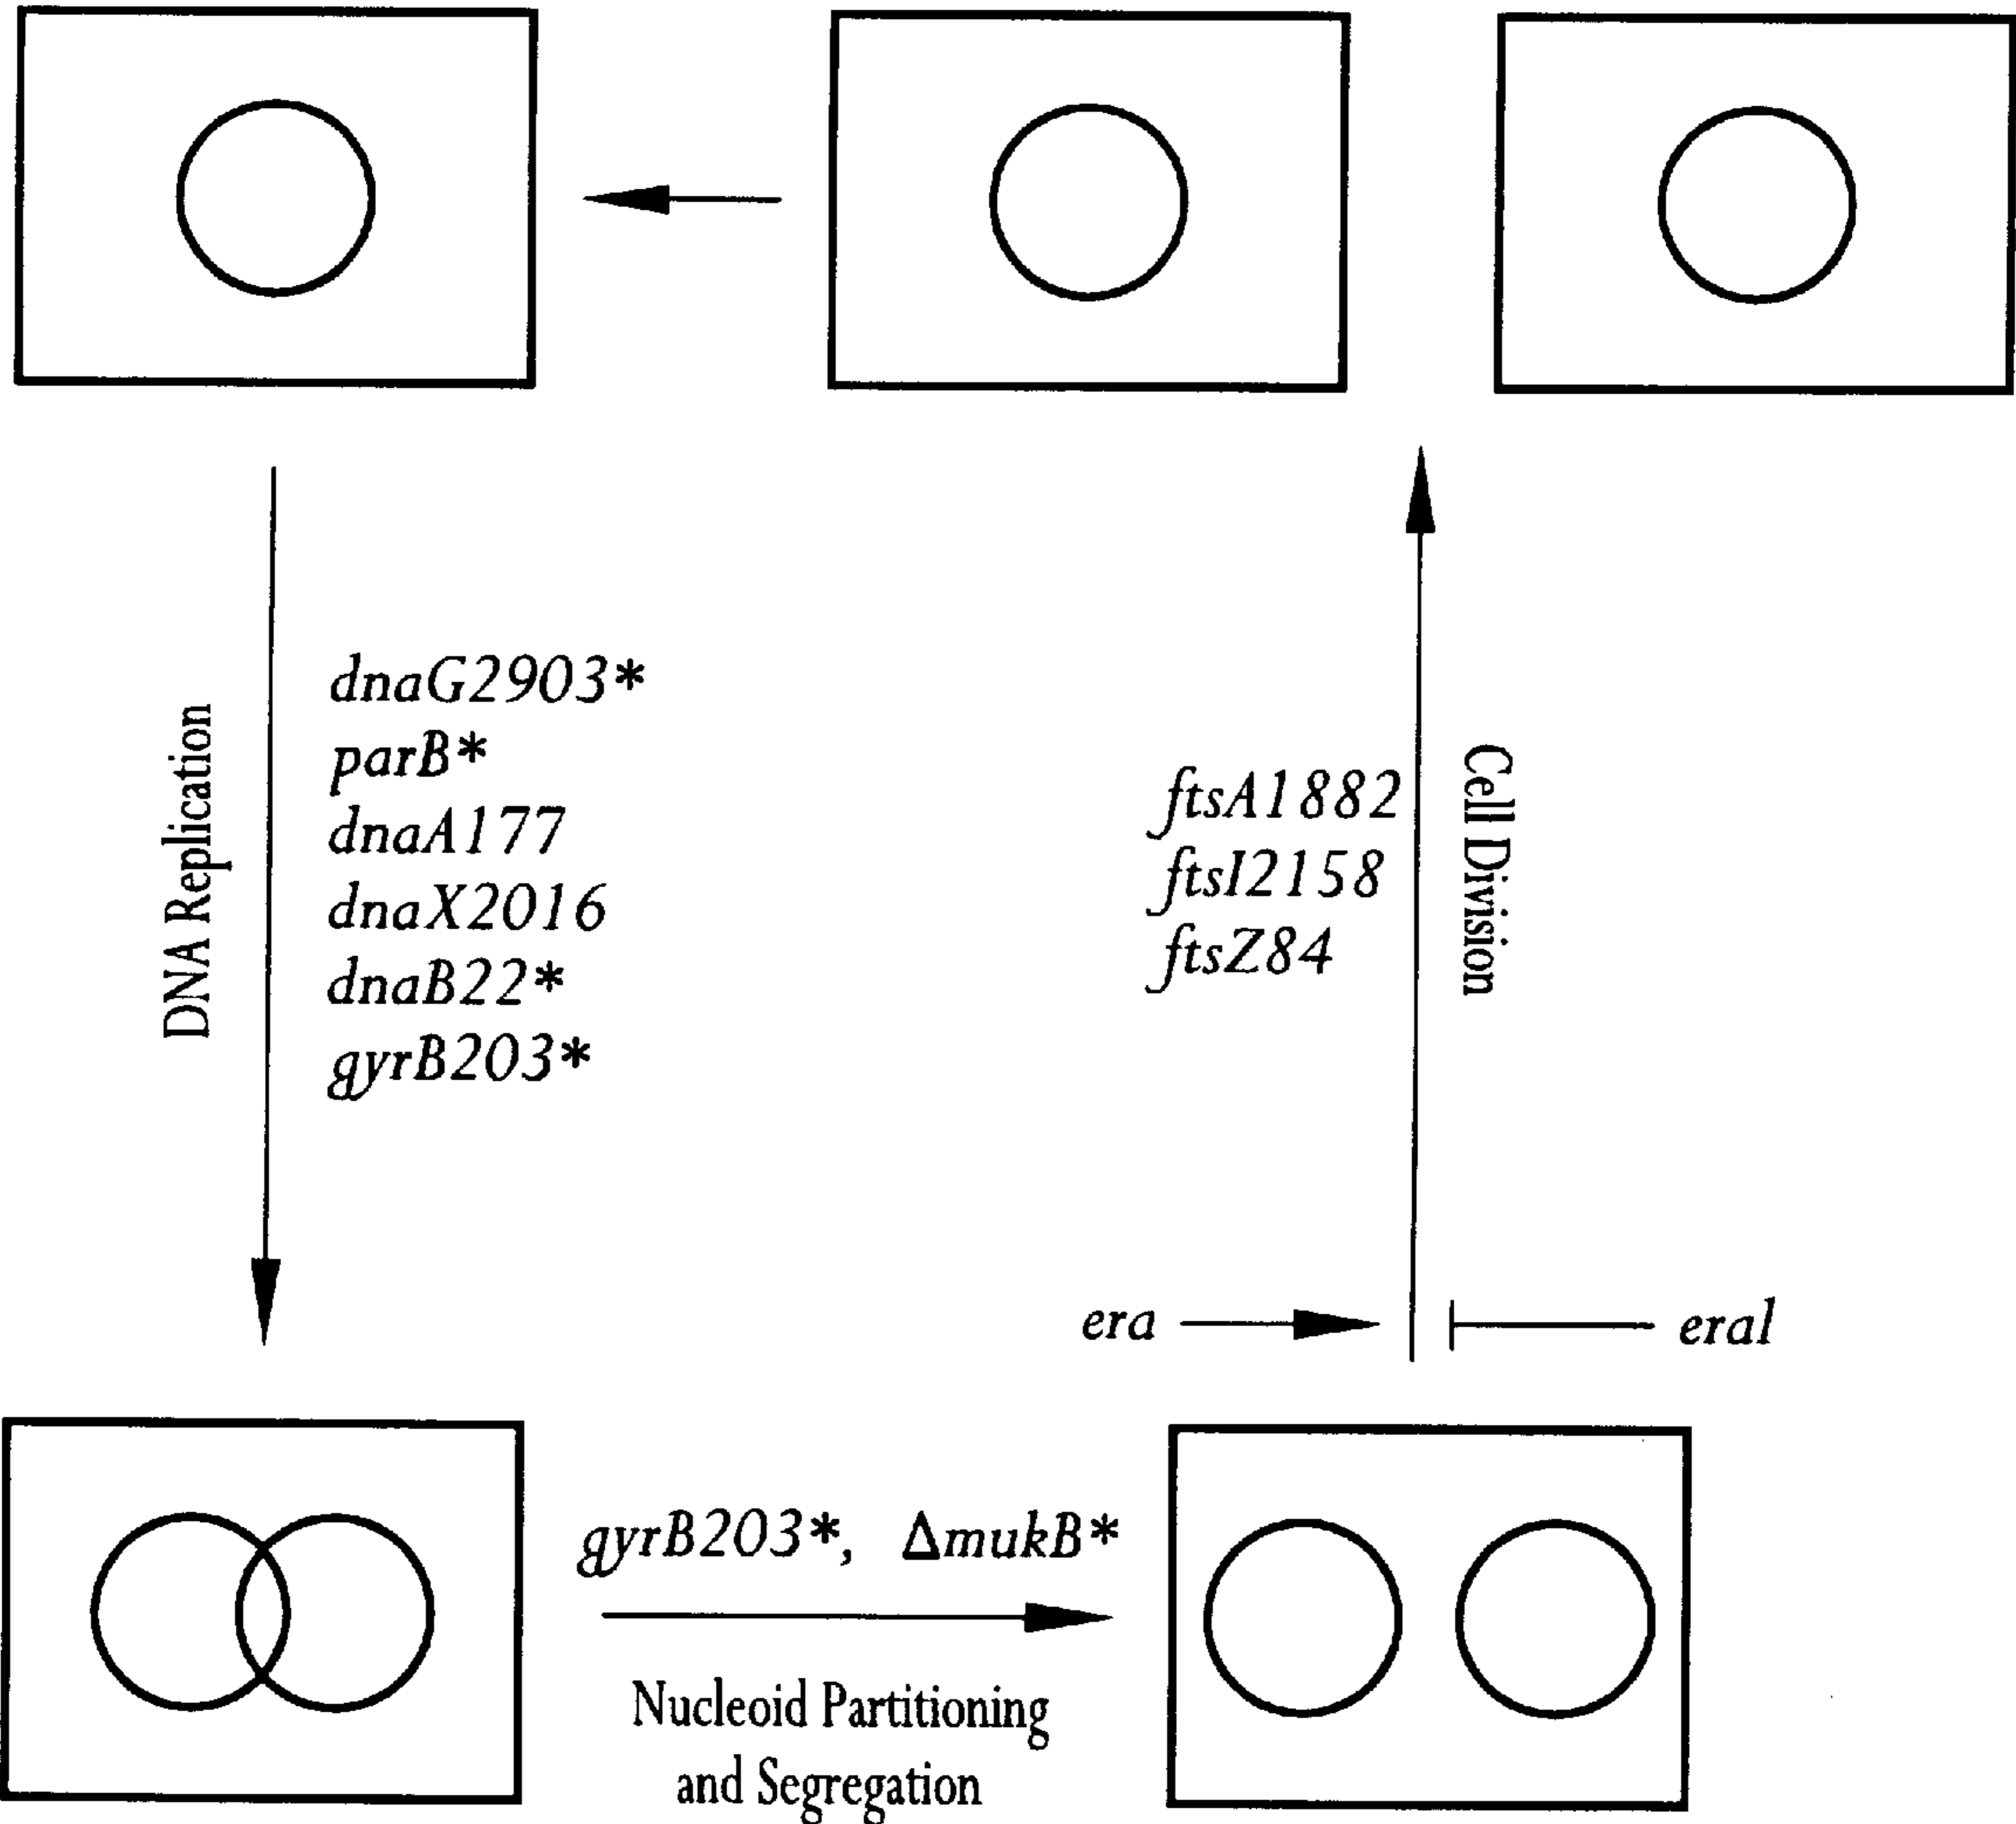 DNA Replication
dnaG2903*
parB*
dnaA177
dnaX2016
dnaB22*
gyrB203*
ftsA1882
ftsI2158
ftsZ84
Cell Division
era
eral
gyrB203*, ΔmukB*
Nucleoid Partitioning
and Segregation